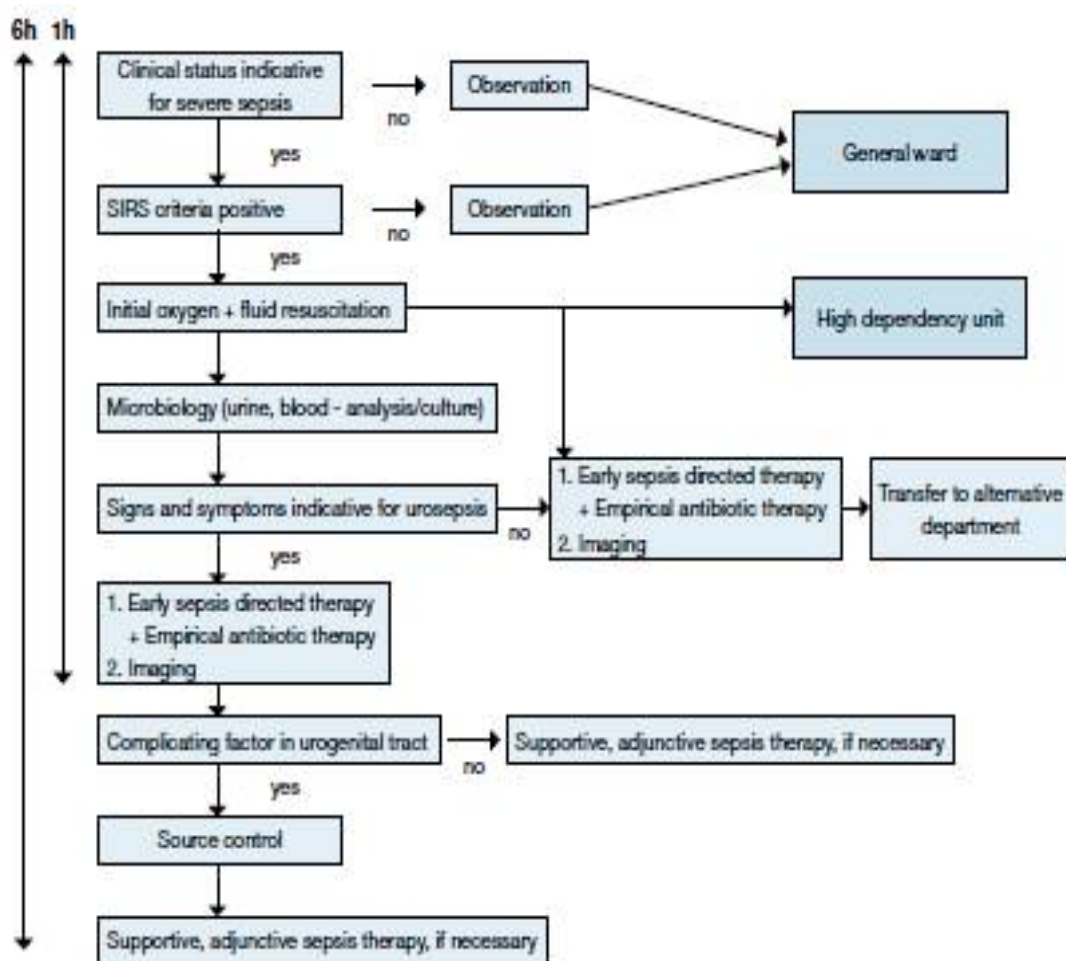 6h 1h
Clinical status indicative
for severe sepsis
no
Observation
General ward
yes
SIRS criteria positive
no
Observation
yes
Initial oxygen + fluid resuscitation
High dependency unit
Microbiology (urine, blood - analysis/culture)
Signs and symptoms indicative for urosepsis
no
1. Early sepsis directed therapy
+ Empirical antibiotic therapy
2. Imaging
Transfer to alternative
department
yes
1. Early sepsis directed therapy
+ Empirical antibiotic therapy
2. Imaging
Complicating factor in urogenital tract
no
Supportive, adjunctive sepsis therapy, if necessary
yes
Source control
Supportive, adjunctive sepsis therapy, if necessary